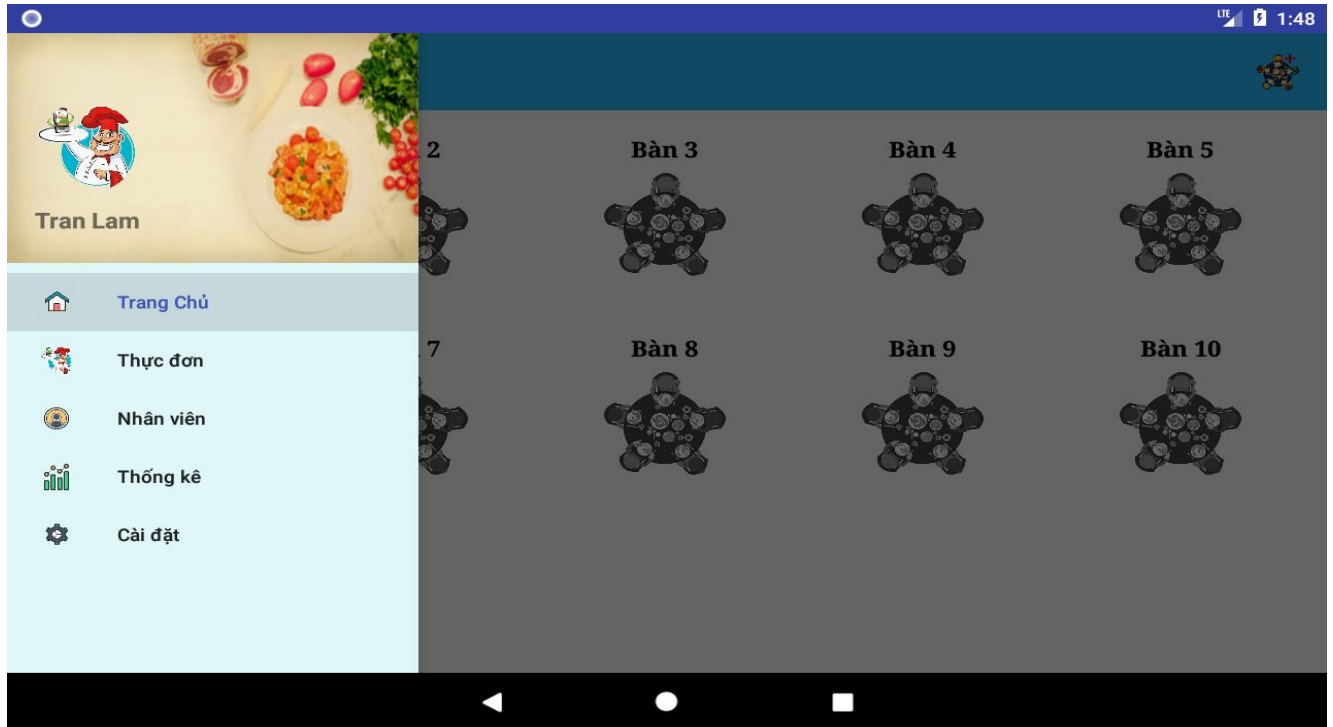 LTE 1:48
Tran Lam
Trang Chủ
Thực đơn
Nhân viên
Thống kê
Cài đặt
2 Bàn 3 Bàn 4 Bàn 5
7 Bàn 8 Bàn 9 Bàn 10